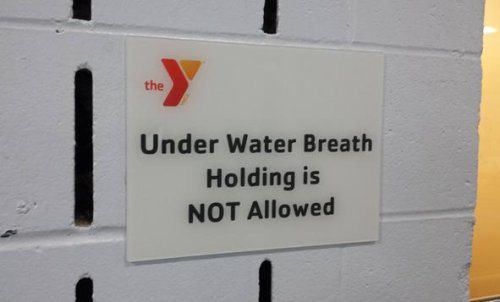 the Y
Under Water Breath
Holding is
NOT Allowed